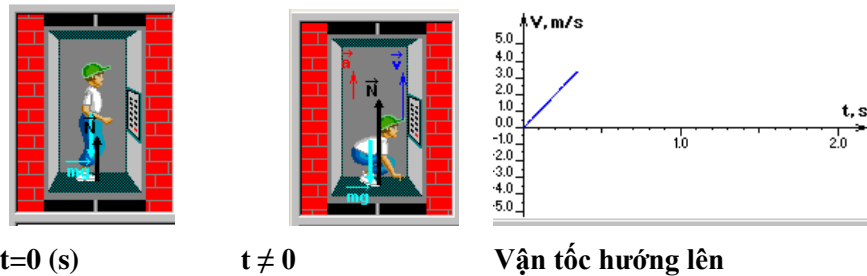 N
mg
t=0 (s)
a
v
N
mg
t ≠ 0
V, m/s
5.0
4.0
3.0
2.0
1.0
0.0
-1.0
-2.0
-3.0
-4.0
-5.0
1.0
2.0
t, s
Vận tốc hướng lên